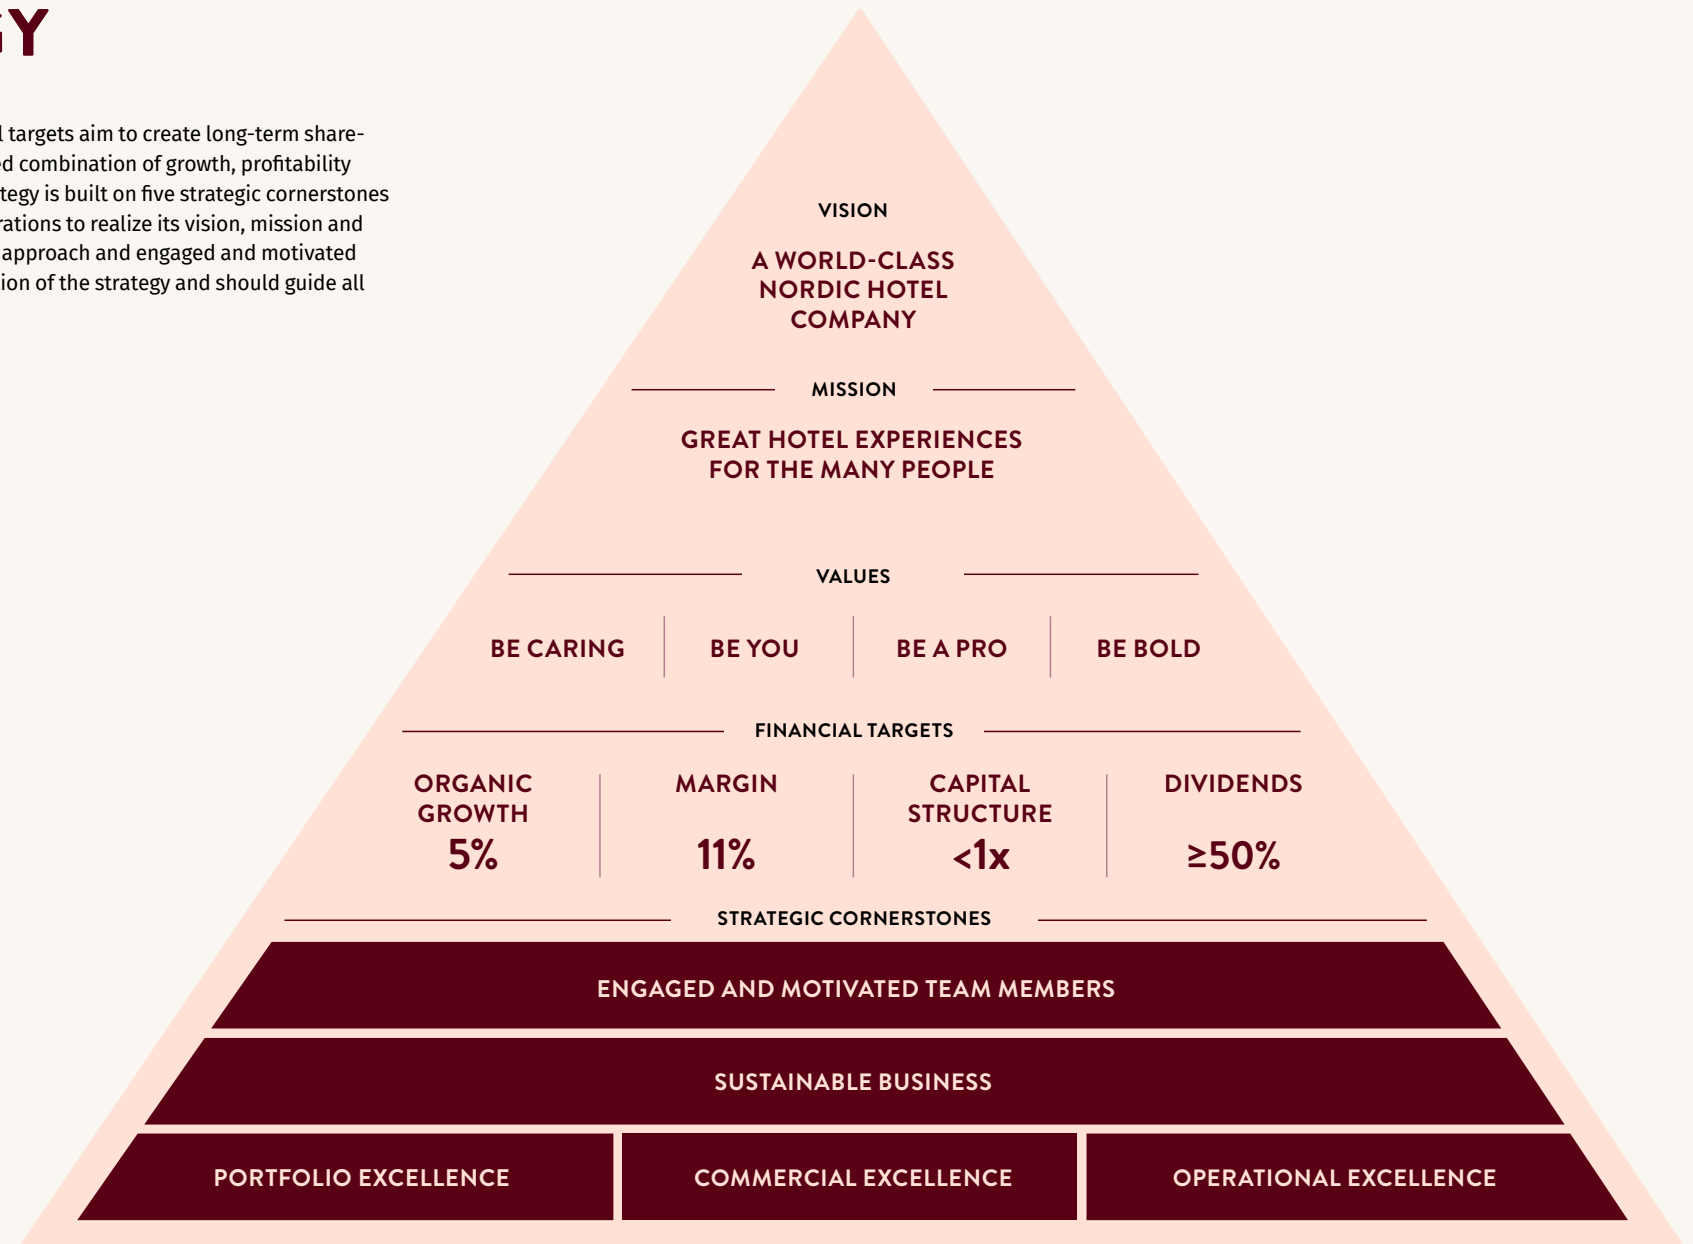 GY
l targets aim to create long-term share-
ed combination of growth, profitability
tegy is built on five strategic cornerstones
rations to realize its vision, mission and
approach and engaged and motivated
ion of the strategy and should guide all
VISION
A WORLD-CLASS
NORDIC HOTEL
COMPANY
MISSION
GREAT HOTEL EXPERIENCES
FOR THE MANY PEOPLE
VALUES
BE CARING BE YOU BE A PRO BE BOLD
FINANCIAL TARGETS
ORGANIC
GROWTH
5%
MARGIN
11%
CAPITAL
STRUCTURE
<1x
DIVIDENDS
≥50%
STRATEGIC CORNERSTONES
ENGAGED AND MOTIVATED TEAM MEMBERS
SUSTAINABLE BUSINESS
PORTFOLIO EXCELLENCE COMMERCIAL EXCELLENCE OPERATIONAL EXCELLENCE